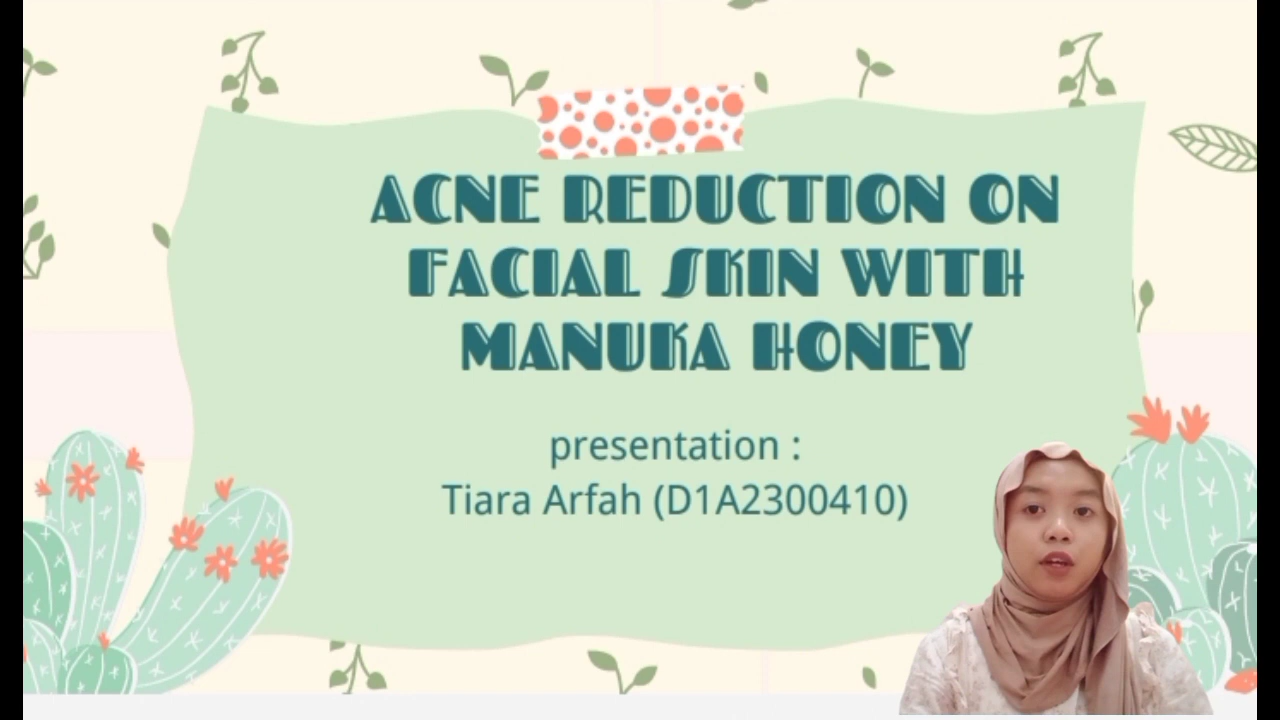 ACNE REDUCTION ON
FACIAL SKIN WITH
MANUKA HONEY
presentation :
Tiara Arfah (D1A2300410)